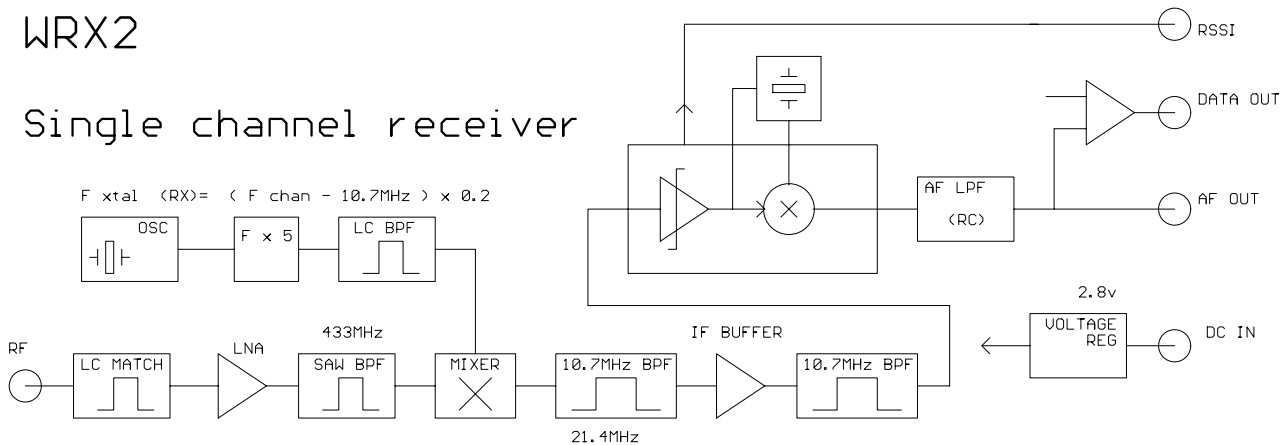 WRX2
Single channel receiver
RSSI
DATA OUT
F xtal (RX)= ( F chan - 10.7MHz ) x 0.2
OSC
F x 5
LC BPF
AF LPF
(RC)
AF OUT
2.8v
VOLTAGE
REG
DC IN
RF
LC MATCH
LNA
433MHz
SAW BPF
MIXER
10.7MHz BPF
21.4MHz
IF BUFFER
10.7MHz BPF